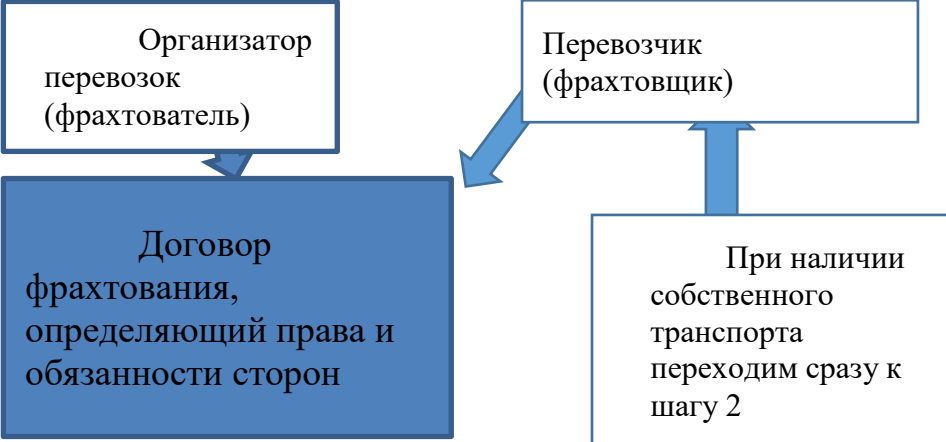 Организатор
перевозок
(фрахтователь)
Перевозчик
(фрахтовщик)
Договор
фрахтования,
определяющий права и
обязанности сторон
При наличии
собственного
транспорта
переходим сразу к
шагу 2